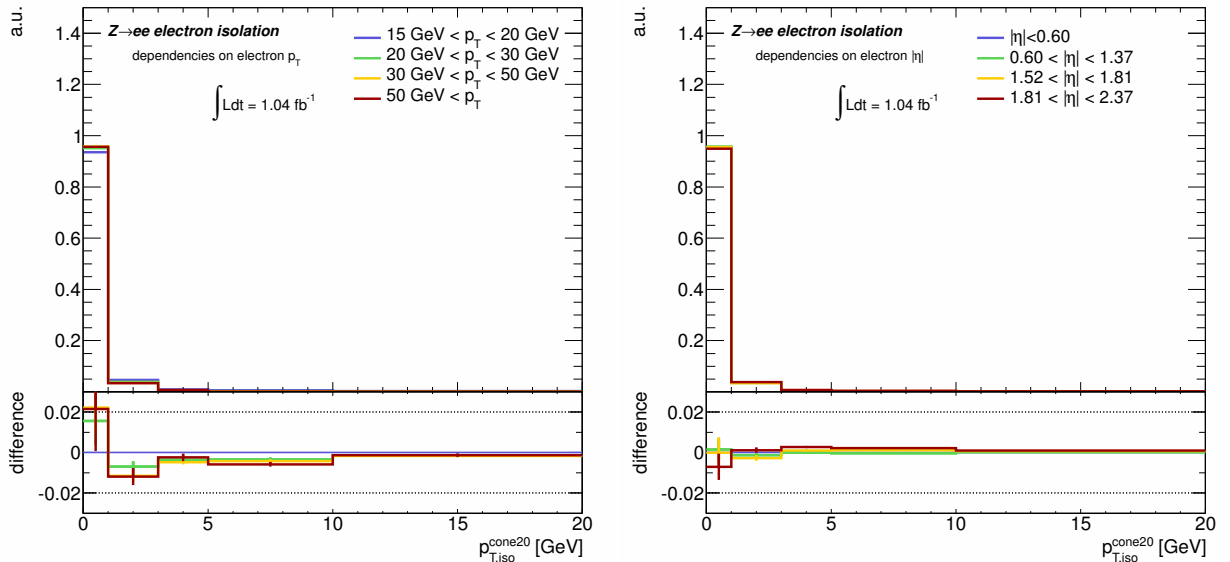 a.u.
Z→ee electron isolation
dependencies on electron p_T
∫ Ldt = 1.04 fb^-1
15 GeV < p_T < 20 GeV
20 GeV < p_T < 30 GeV
30 GeV < p_T < 50 GeV
50 GeV < p_T
1.4
1.2
1
0.8
0.6
0.4
0.2
difference
0.02
0
-0.02
0 5 10 15 20
p_T,iso^cone20 [GeV]
a.u.
Z→ee electron isolation
dependencies on electron |η|
∫ Ldt = 1.04 fb^-1
|η|<0.60
0.60 < |η| < 1.37
1.52 < |η| < 1.81
1.81 < |η| < 2.37
1.4
1.2
1
0.8
0.6
0.4
0.2
difference
0.02
0
-0.02
0 5 10 15 20
p_T,iso^cone20 [GeV]